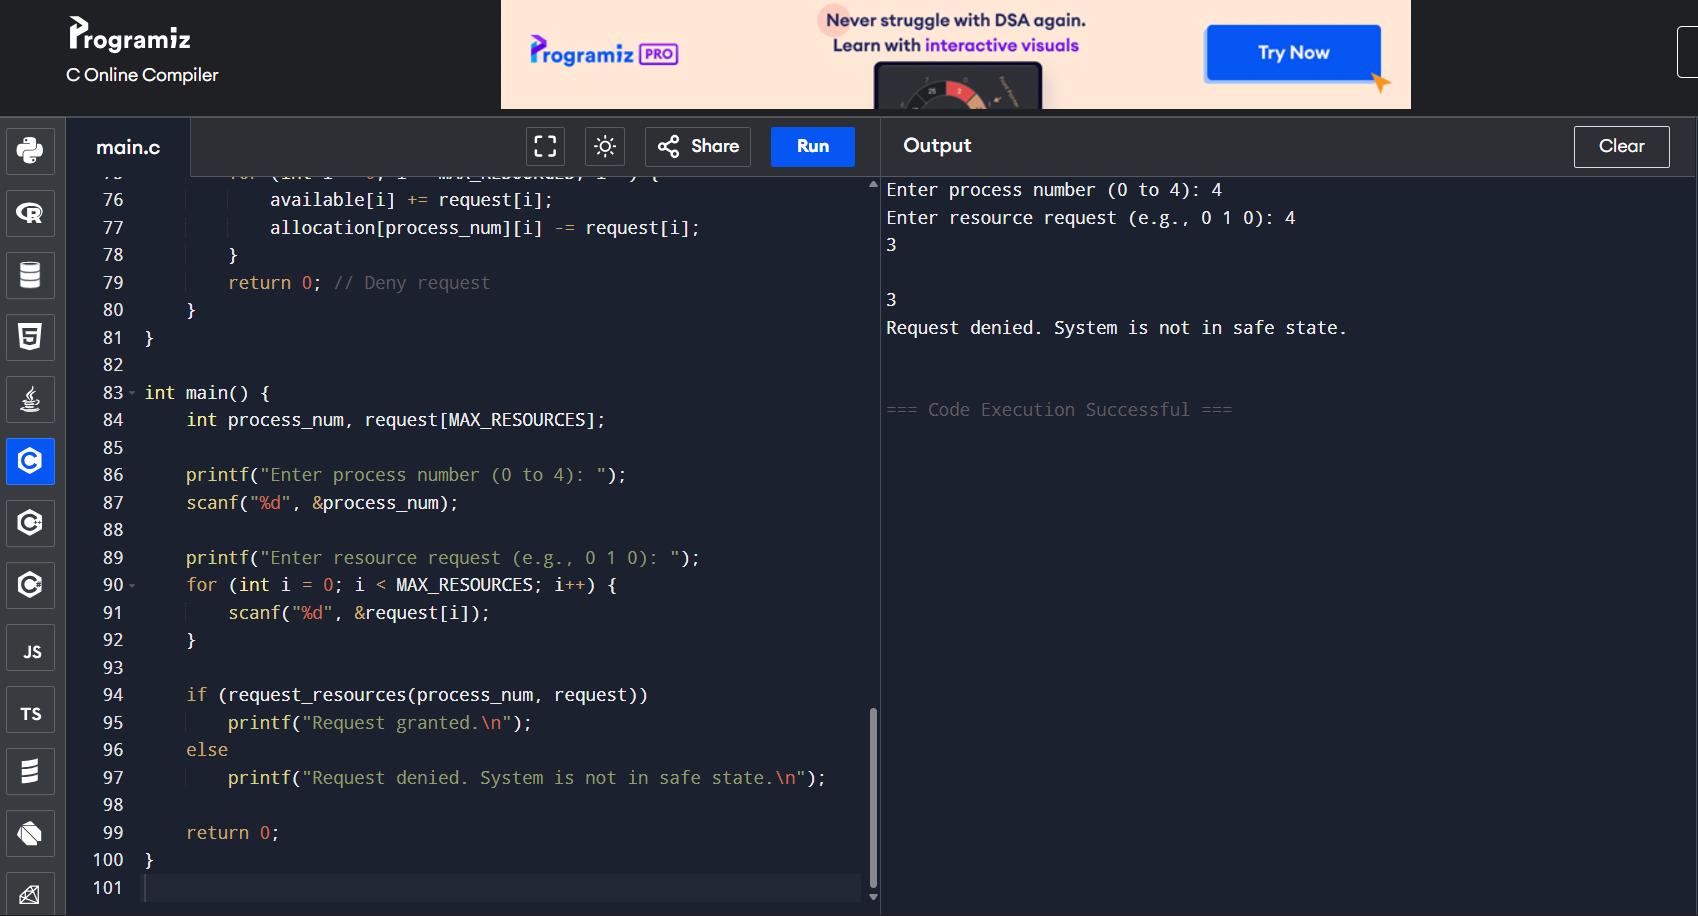 Programiz
C Online Compiler
Programiz PRO
Never struggle with DSA again.
Learn with interactive visuals
Try Now
main.c
Share
Run
Output
Clear
76 available[i] += request[i];
77 allocation[process_num][i] -= request[i];
78 }
79 return 0; // Deny request
80 }
81 }
82
83 int main() {
84 int process_num, request[MAX_RESOURCES];
85
86 printf("Enter process number (0 to 4): ");
87 scanf("%d", &process_num);
88
89 printf("Enter resource request (e.g., 0 1 0): ");
90 for (int i = 0; i < MAX_RESOURCES; i++) {
91 scanf("%d", &request[i]);
92 }
93
94 if (request_resources(process_num, request))
95 printf("Request granted.\n");
96 else
97 printf("Request denied. System is not in safe state.\n");
98
99 return 0;
100 }
101
Enter process number (0 to 4): 4
Enter resource request (e.g., 0 1 0): 4
3
3
Request denied. System is not in safe state.
=== Code Execution Successful ===
R
5
C
C
C
JS
TS